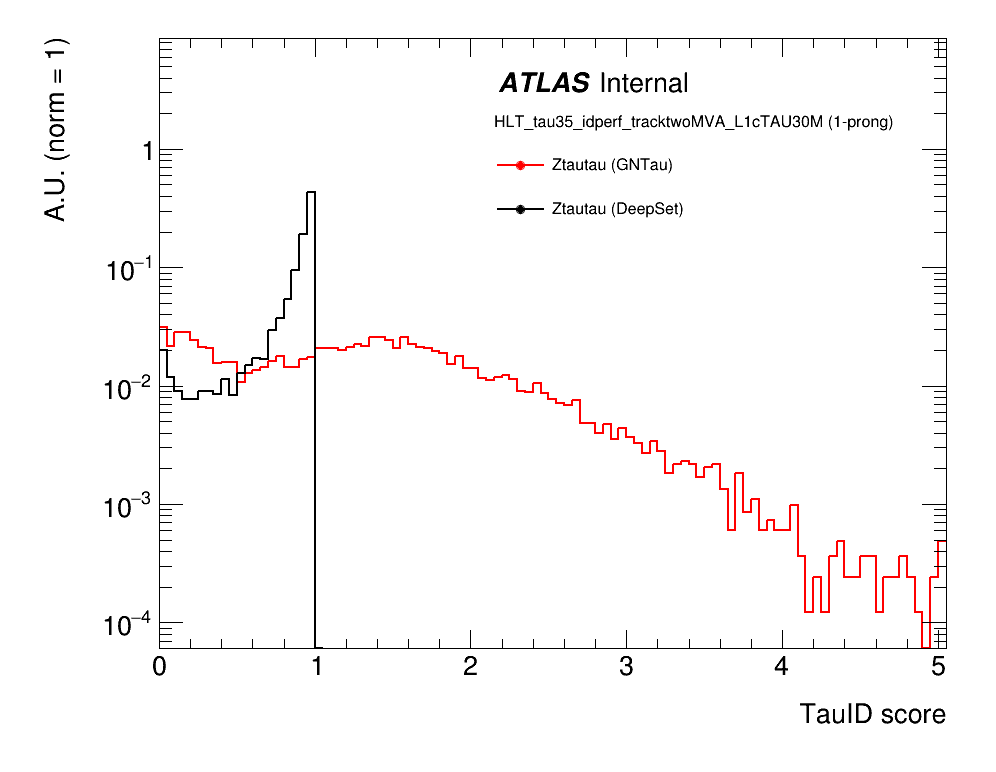 A.U. (norm = 1)
ATLAS Internal
HLT_tau35_idperf_tracktwoMVA_L1cTAU30M (1-prong)
Ztautau (GNTau)
Ztautau (DeepSet)
1
10−1
10−2
10−3
10−4
0 1 2 3 4 5
TauID score